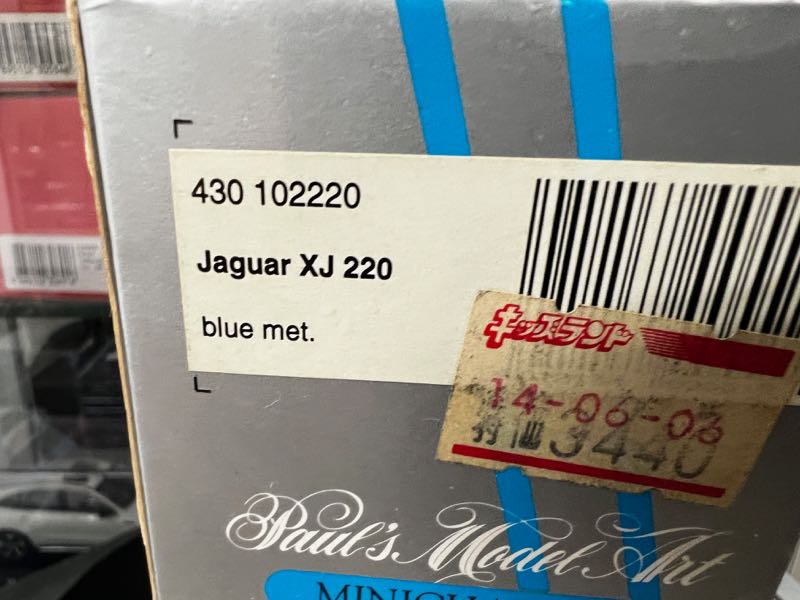 430 102220
Jaguar XJ 220
blue met.
キッズランド
14-06-06
3440
Paul's Model Art